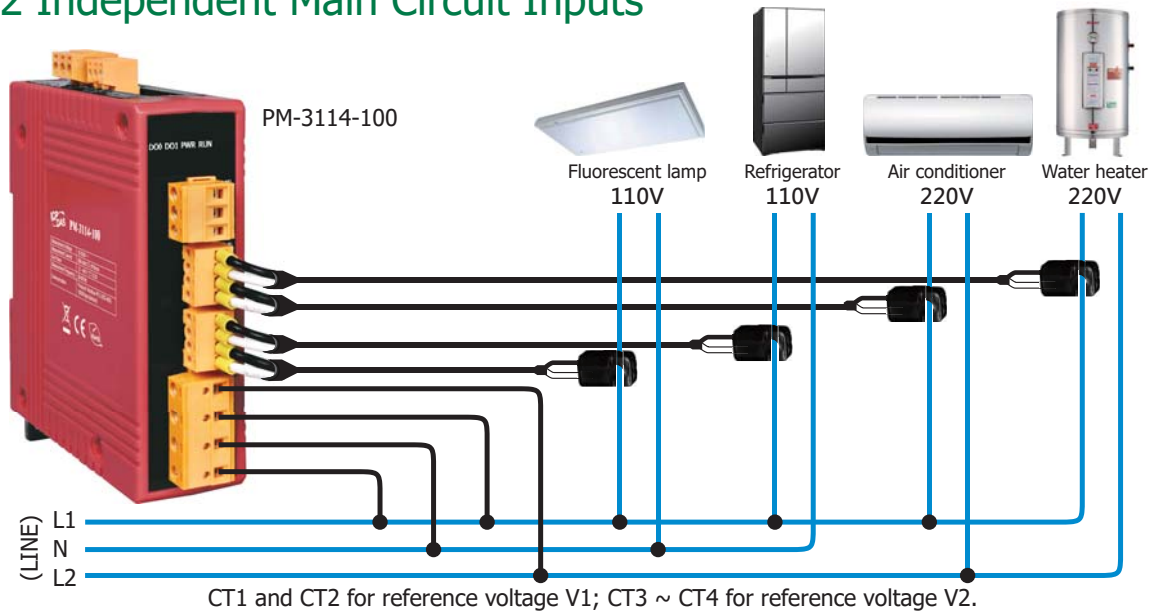 2 Independent Main Circuit Inputs
PM-3114-100
DO0 DO1 PWR RUN
PM-3114-100
CE
Fluorescent lamp
110V
Refrigerator
110V
Air conditioner
220V
Water heater
220V
(LINE)
L1
N
L2
CT1 and CT2 for reference voltage V1; CT3 ~ CT4 for reference voltage V2.